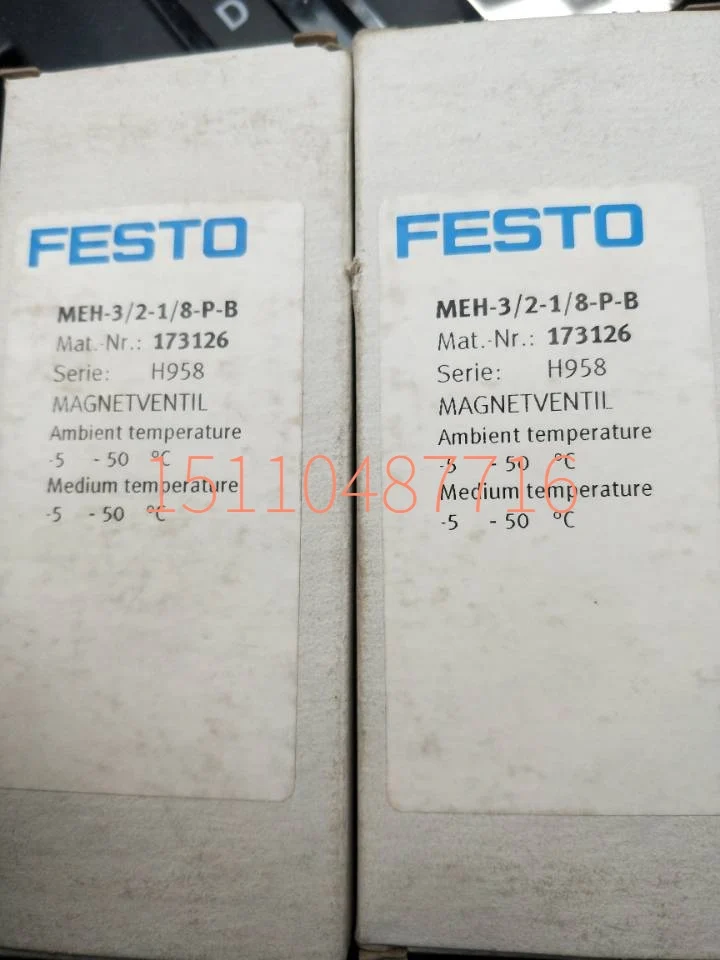 D
FESTO
MEH-3/2-1/8-P-B
Mat.-Nr.: 173126
Serie: H958
MAGNETVENTIL
Ambient temperature
-5 - 50 °C
Medium temperature
-5 - 50 °C
FESTO
MEH-3/2-1/8-P-B
Mat.-Nr.: 173126
Serie: H958
MAGNETVENTIL
Ambient temperature
-5 - 50 °C
Medium temperature
-5 - 50 °C
15110487716